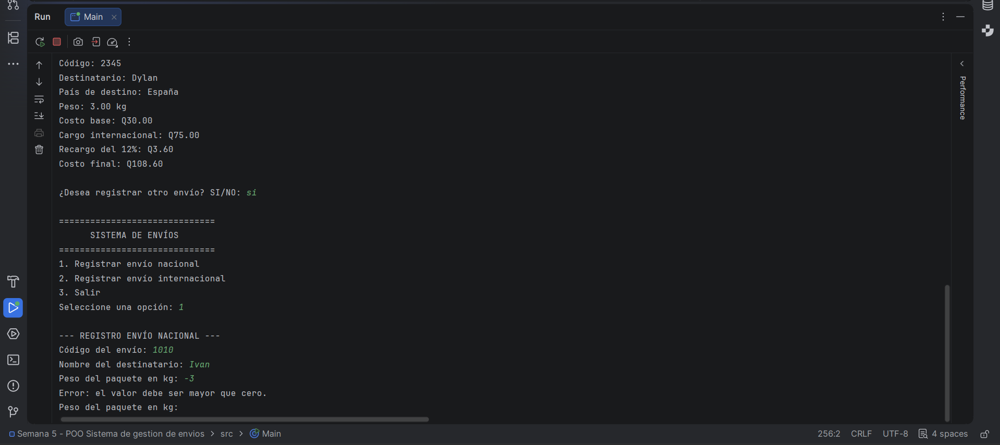 Run
Main
Código: 2345
Destinatario: Dylan
País de destino: España
Peso: 3.00 kg
Costo base: Q30.00
Cargo internacional: Q75.00
Recargo del 12%: Q3.60
Costo final: Q108.60
¿Desea registrar otro envío? SI/NO: si
==============================
SISTEMA DE ENVÍOS
==============================
1. Registrar envío nacional
2. Registrar envío internacional
3. Salir
Seleccione una opción: 1
--- REGISTRO ENVÍO NACIONAL ---
Código del envío: 1010
Nombre del destinatario: Ivan
Peso del paquete en kg: -3
Error: el valor debe ser mayor que cero.
Peso del paquete en kg:
Performance
Semana 5 - POO Sistema de gestion de envios > src > Main
256:2 CRLF UTF-8 4 spaces